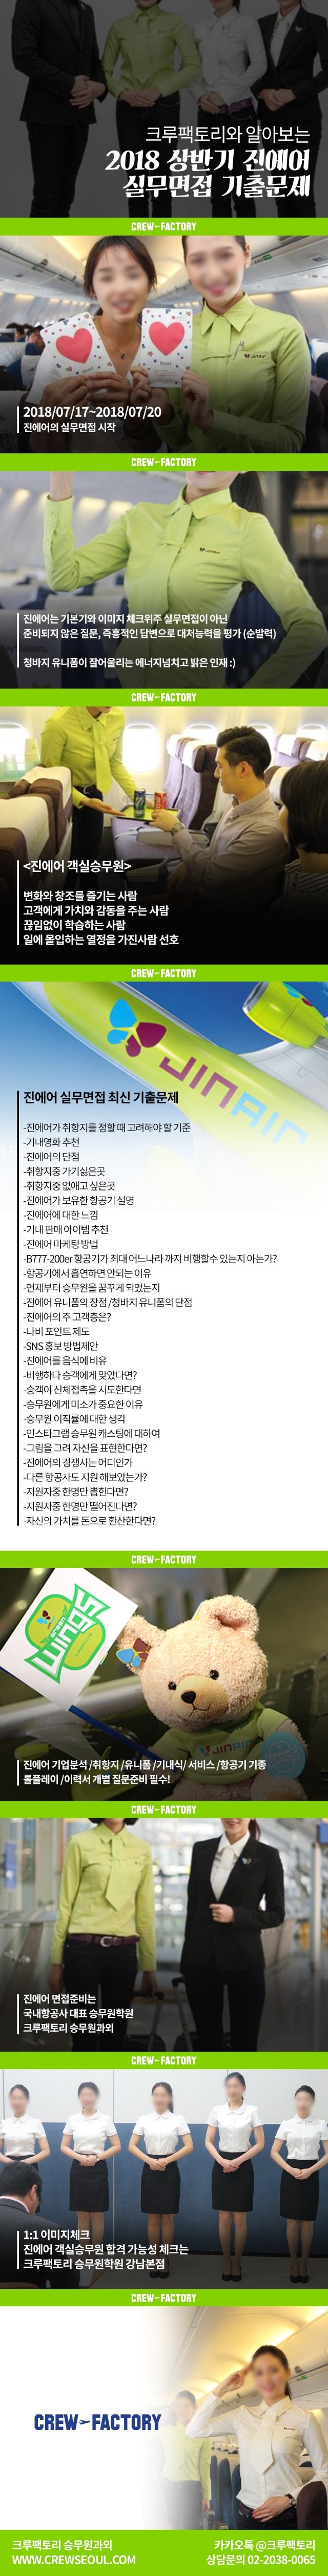 크루팩토리와 알아보는
2018 상반기 진에어
실무면접 기출문제
CREW-FACTORY
JINAIR
2018/07/17~2018/07/20
진에어의 실무면접 시작
CREW-FACTORY
진에어는 기본기와 이미지 체크위주 실무면접이 아닌
준비되지 않은 질문, 즉흥적인 답변으로 대처능력을 평가 (순발력)
청바지 유니폼이 잘어울리는 에너지넘치고 밝은 인재 :)
CREW-FACTORY
<진에어 객실승무원>
변화와 창조를 즐기는 사람
고객에게 가치와 감동을 주는 사람
끊임없이 학습하는 사람
일에 몰입하는 열정을 가진사람 선호
CREW-FACTORY
JINAIR
진에어 실무면접 최신 기출문제
-진에어가 취항지를 정할 때 고려해야 할 기준
-기내영화 추천
-진에어의 단점
-취항지중 가기싫은곳
-취항지중 없애고 싶은곳
-진에어가 보유한 항공기 설명
-진에어에 대한 느낌
-기내 판매 아이템 추천
-진에어 마케팅 방법
-B777-200er 항공기가 최대 어느나라 까지 비행할수 있는지 아는가?
-항공기에서 흡연하면 안되는 이유
-언제부터 승무원을 꿈꾸게 되었는지
-진에어 유니폼의 장점 /청바지 유니폼의 단점
-진에어의 주 고객층은?
-나비 포인트 제도
-SNS 홍보 방법제안
-진에어를 음식에 비유
-비행하다 승객에게 맞았다면?
-승객이 신체접촉을 시도한다면
-승무원에게 미소가 중요한 이유
-승무원 이직률에 대한 생각
-인스타그램 승무원 캐스팅에 대하여
-그림을 그려 자신을 표현한다면?
-진에어의 경쟁사는 어디인가
-다른 항공사도 지원 해보았는가?
-지원자중 한명만 뽑힌다면?
-지원자중 한명만 떨어진다면?
-자신의 가치를 돈으로 환산한다면?
CREW-FACTORY
JINAIR
진에어 기업분석 /취항지 /유니폼 /기내식/ 서비스 /항공기 기종
롤플레이 /이력서 개별 질문준비 필수!
CREW-FACTORY
진에어 면접준비는
국내항공사 대표 승무원학원
크루팩토리 승무원과외
CREW-FACTORY
1:1 이미지체크
진에어 객실승무원 합격 가능성 체크는
크루팩토리 승무원학원 강남본점
CREW-FACTORY
CREW-FACTORY
크루팩토리 승무원과외
WWW.CREWSEOUL.COM
카카오톡 @크루팩토리
상담문의 02-2038-0065